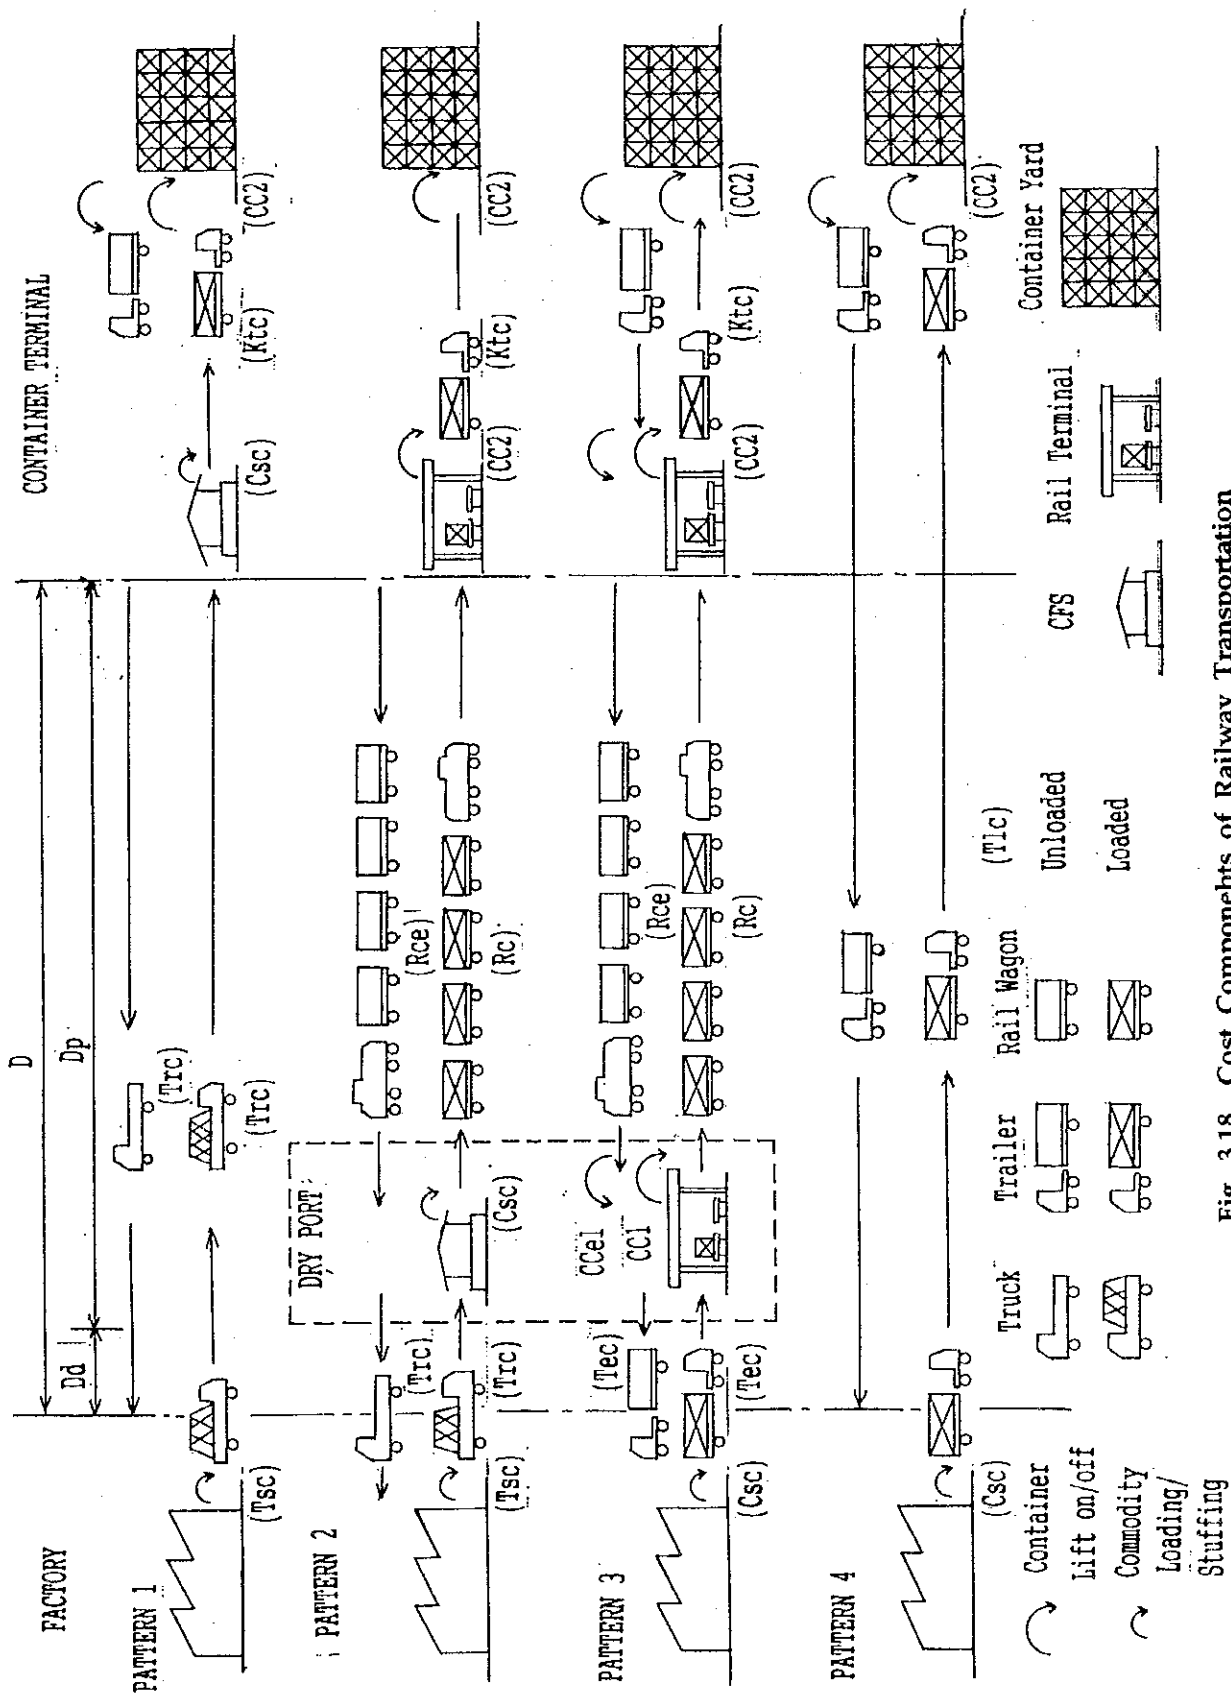 FACTORY
CONTAINER TERMINAL
D
Dd
Dp
PATTERN 1
(Tsc)
(Trc)
(Trc)
(Csc)
(Ktc)
(CC2)
PATTERN 2
(Tsc)
(Trc)
(Trc)
DRY PORT
(Csc)
(Rce)
(Rc)
(CC2)
(Ktc)
(CC2)
PATTERN 3
(Csc)
(Tec)
(Tec)
CCe1
CC1
(Rce)
(Rc)
(CC2)
(Ktc)
(CC2)
PATTERN 4
(Csc)
(Tlc)
(CC2)
Container
Lift on/off
Commodity
Loading/
Stuffing
Truck
Trailer
Rail Wagon
Unloaded
Loaded
CFS
Rail Terminal
Container Yard
Fig. 3.18 Cost Components of Railway Transportation